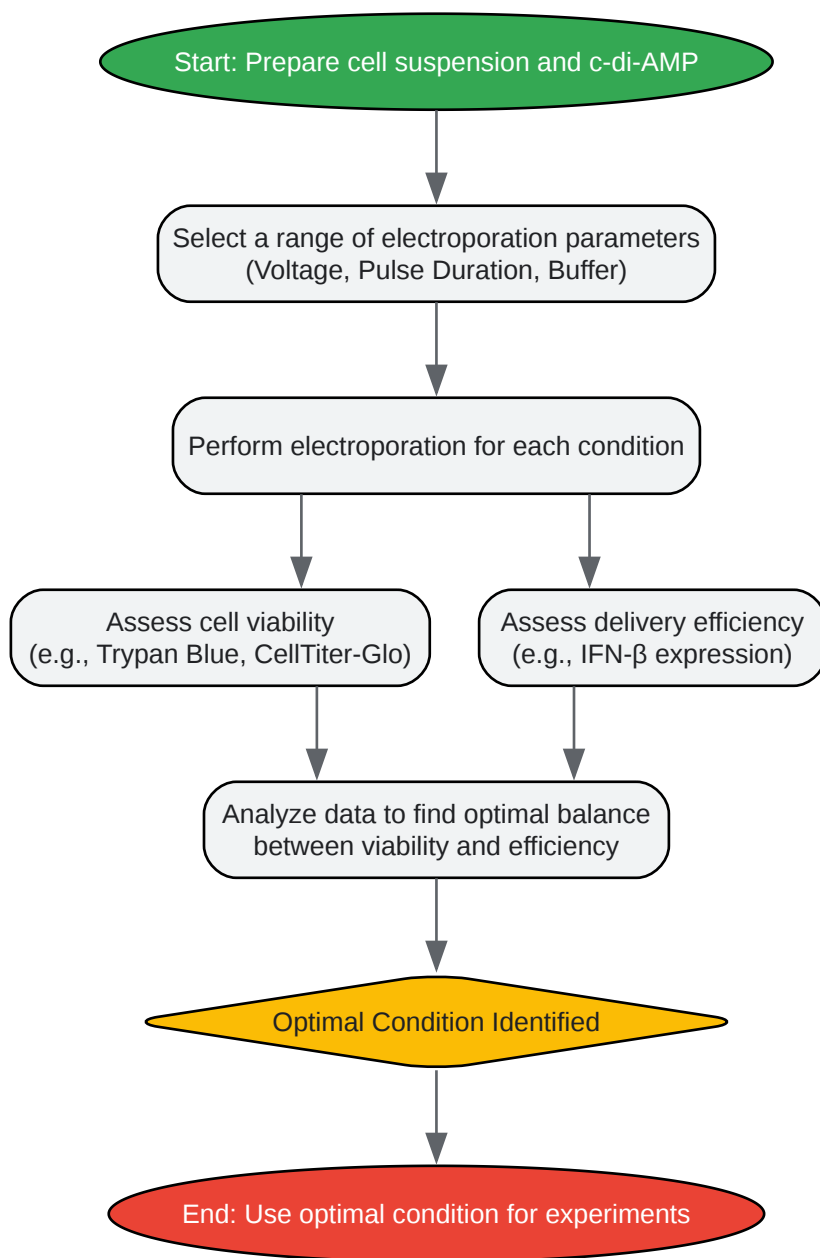 Start: Prepare cell suspension and c-di-AMP
Select a range of electroporation parameters
(Voltage, Pulse Duration, Buffer)
Perform electroporation for each condition
Assess cell viability
(e.g., Trypan Blue, CellTiter-Glo)
Assess delivery efficiency
(e.g., IFN-β expression)
Analyze data to find optimal balance
between viability and efficiency
Optimal Condition Identified
End: Use optimal condition for experiments